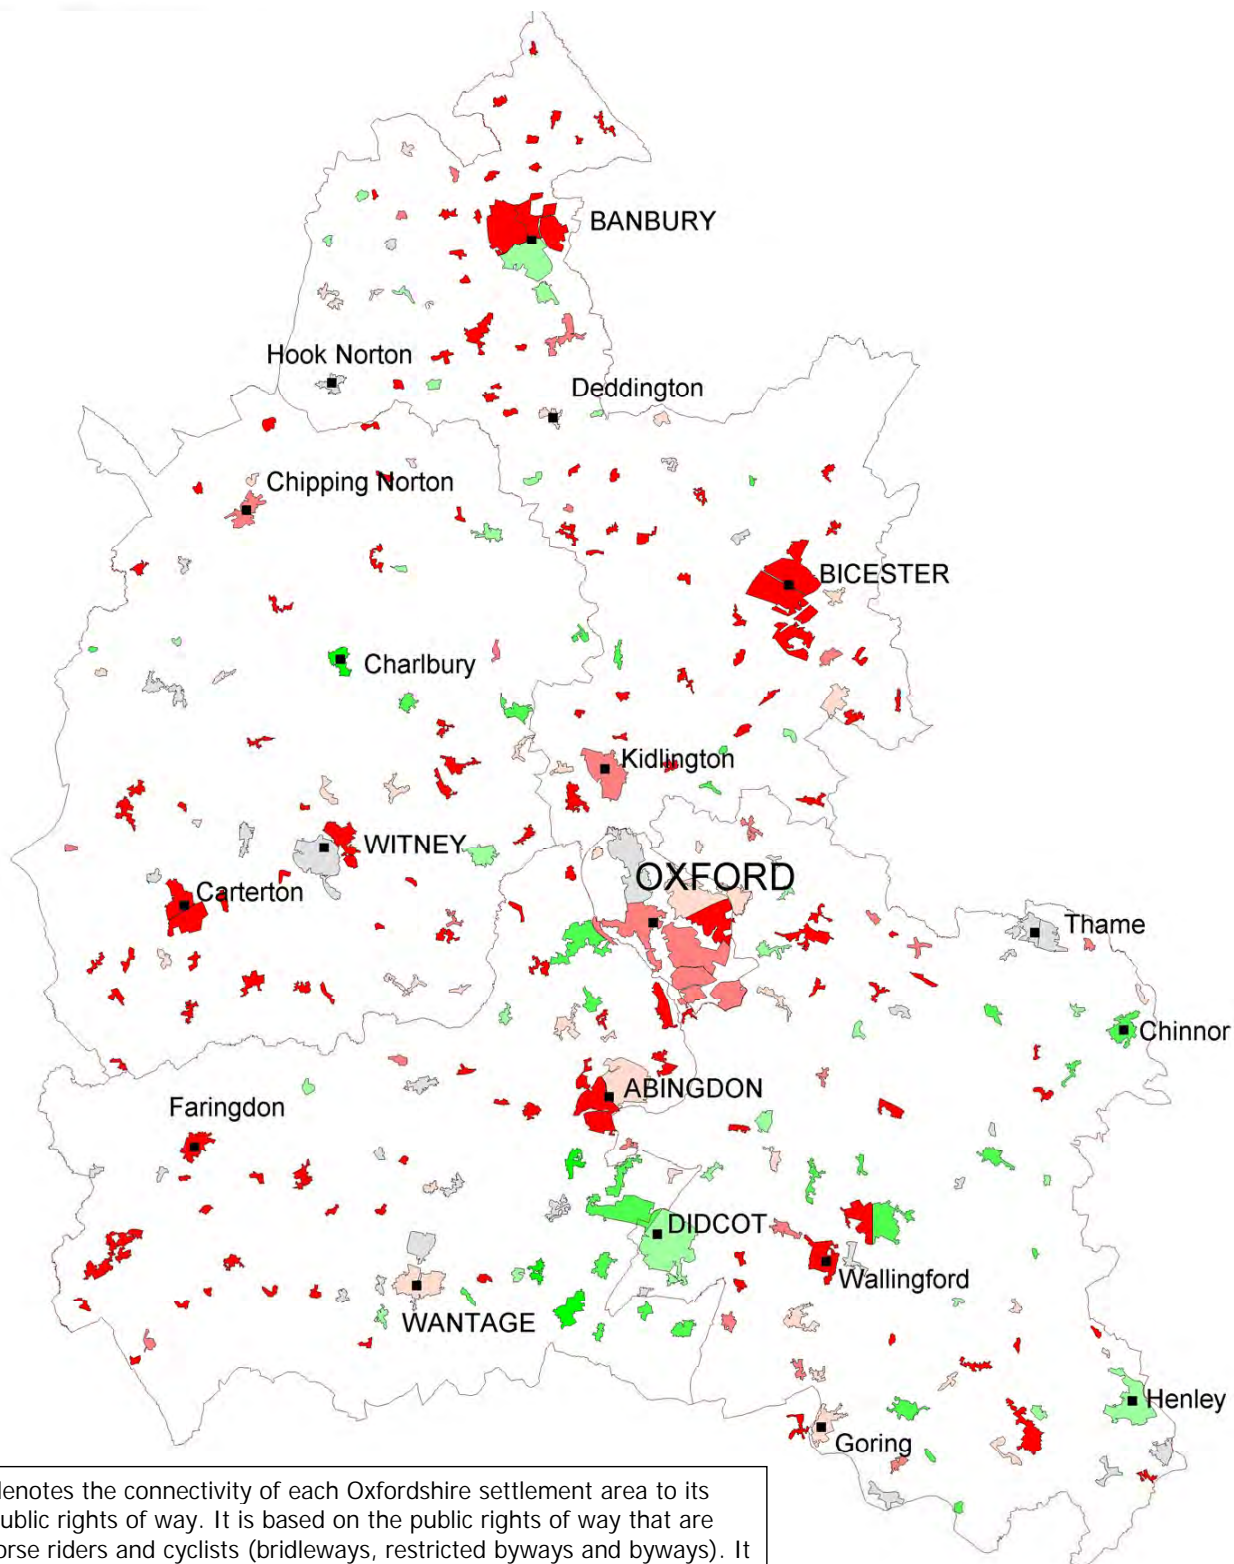 BANBURY
Hook Norton
Deddington
Chipping Norton
BICESTER
Charlbury
Kidlington
WITNEY
OXFORD
Carterton
Thame
Chinnor
ABINGDON
Faringdon
DIDCOT
Wallingford
WANTAGE
Henley
Goring
denotes the connectivity of each Oxfordshire settlement area to its
public rights of way. It is based on the public rights of way that are
orse riders and cyclists (bridleways, restricted byways and byways). It